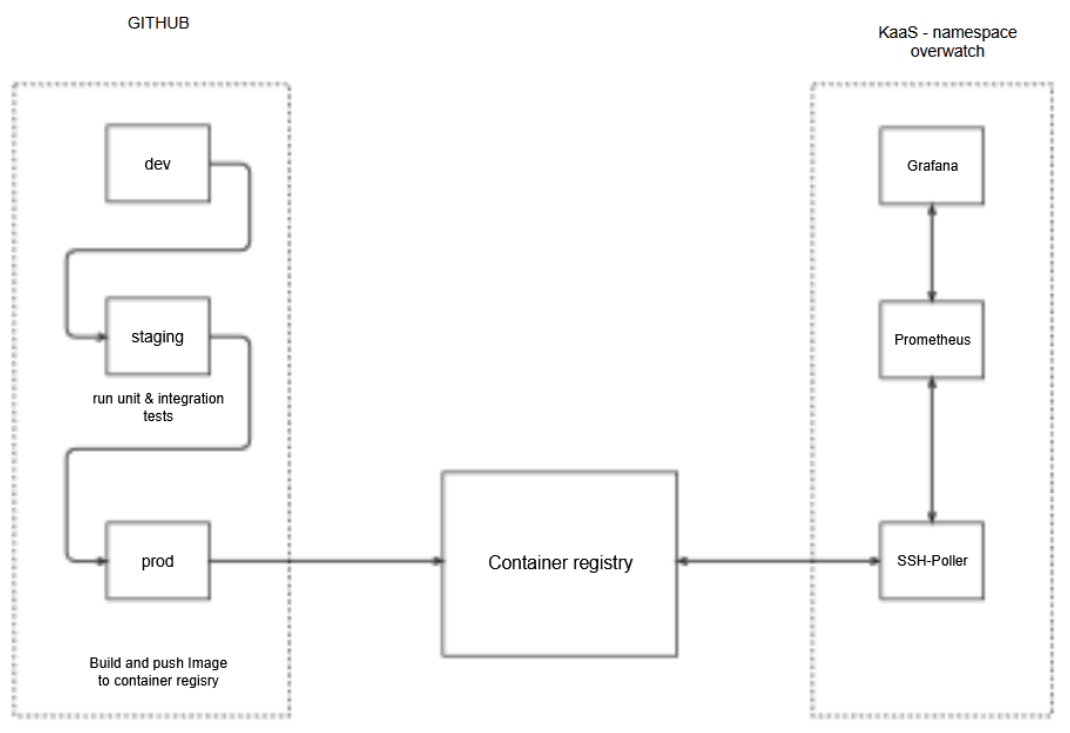 GITHUB
KaaS - namespace
overwatch
dev
Grafana
staging
Prometheus
run unit & integration
tests
prod
Container registry
SSH-Poller
Build and push Image
to container regisry